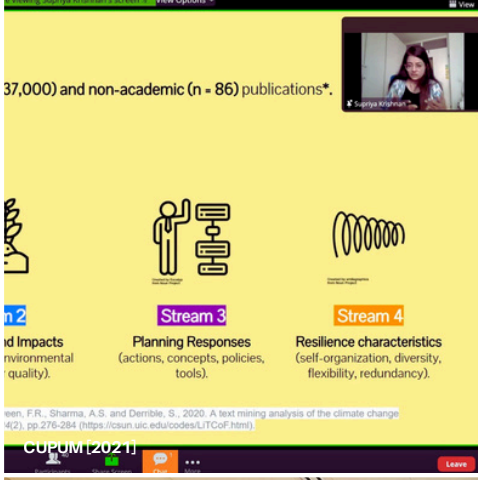 e viewing Supriya Krishnan's screen
View Options
View
Supriya Krishnan
37,000) and non-academic (n = 86) publications*.
n 2
Stream 3
Stream 4
nd Impacts
Planning Responses
Resilience characteristics
nvironmental
(actions, concepts, policies,
(self-organization, diversity,
quality).
tools).
flexibility, redundancy).
veen, F.R., Sharma, A.S. and Derrible, S., 2020. A text mining analysis of the climate change
(2), pp.276-284 (https://csun.uic.edu/codes/LiTCoF.html).
CUPUM [2021]
Participants
Share Screen
Chat
More
Leave